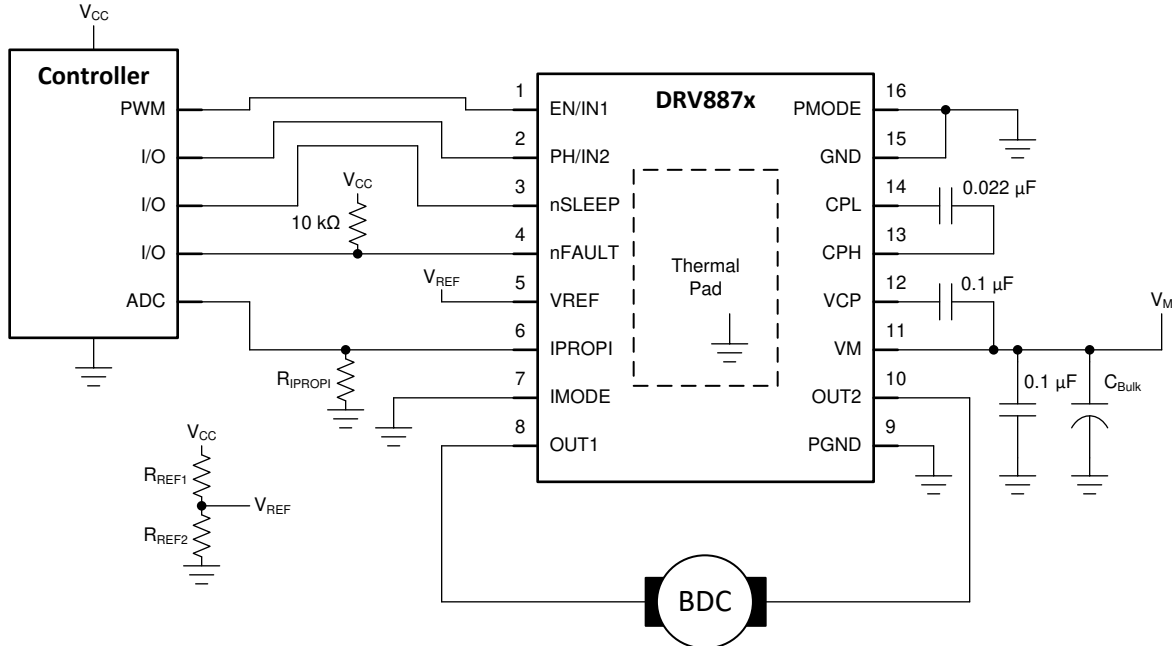 VCC
Controller
PWM
I/O
I/O
I/O
ADC
VCC
10 kΩ
VREF
RIPROPI
VCC
RREF1
VREF
RREF2
DRV887x
1
EN/IN1
2
PH/IN2
3
nSLEEP
4
nFAULT
5
VREF
6
IPROPI
7
IMODE
8
OUT1
Thermal
Pad
16
PMODE
15
GND
14
CPL
13
CPH
12
VCP
11
VM
10
OUT2
9
PGND
0.022 µF
0.1 µF
VM
0.1 µF
CBulk
BDC